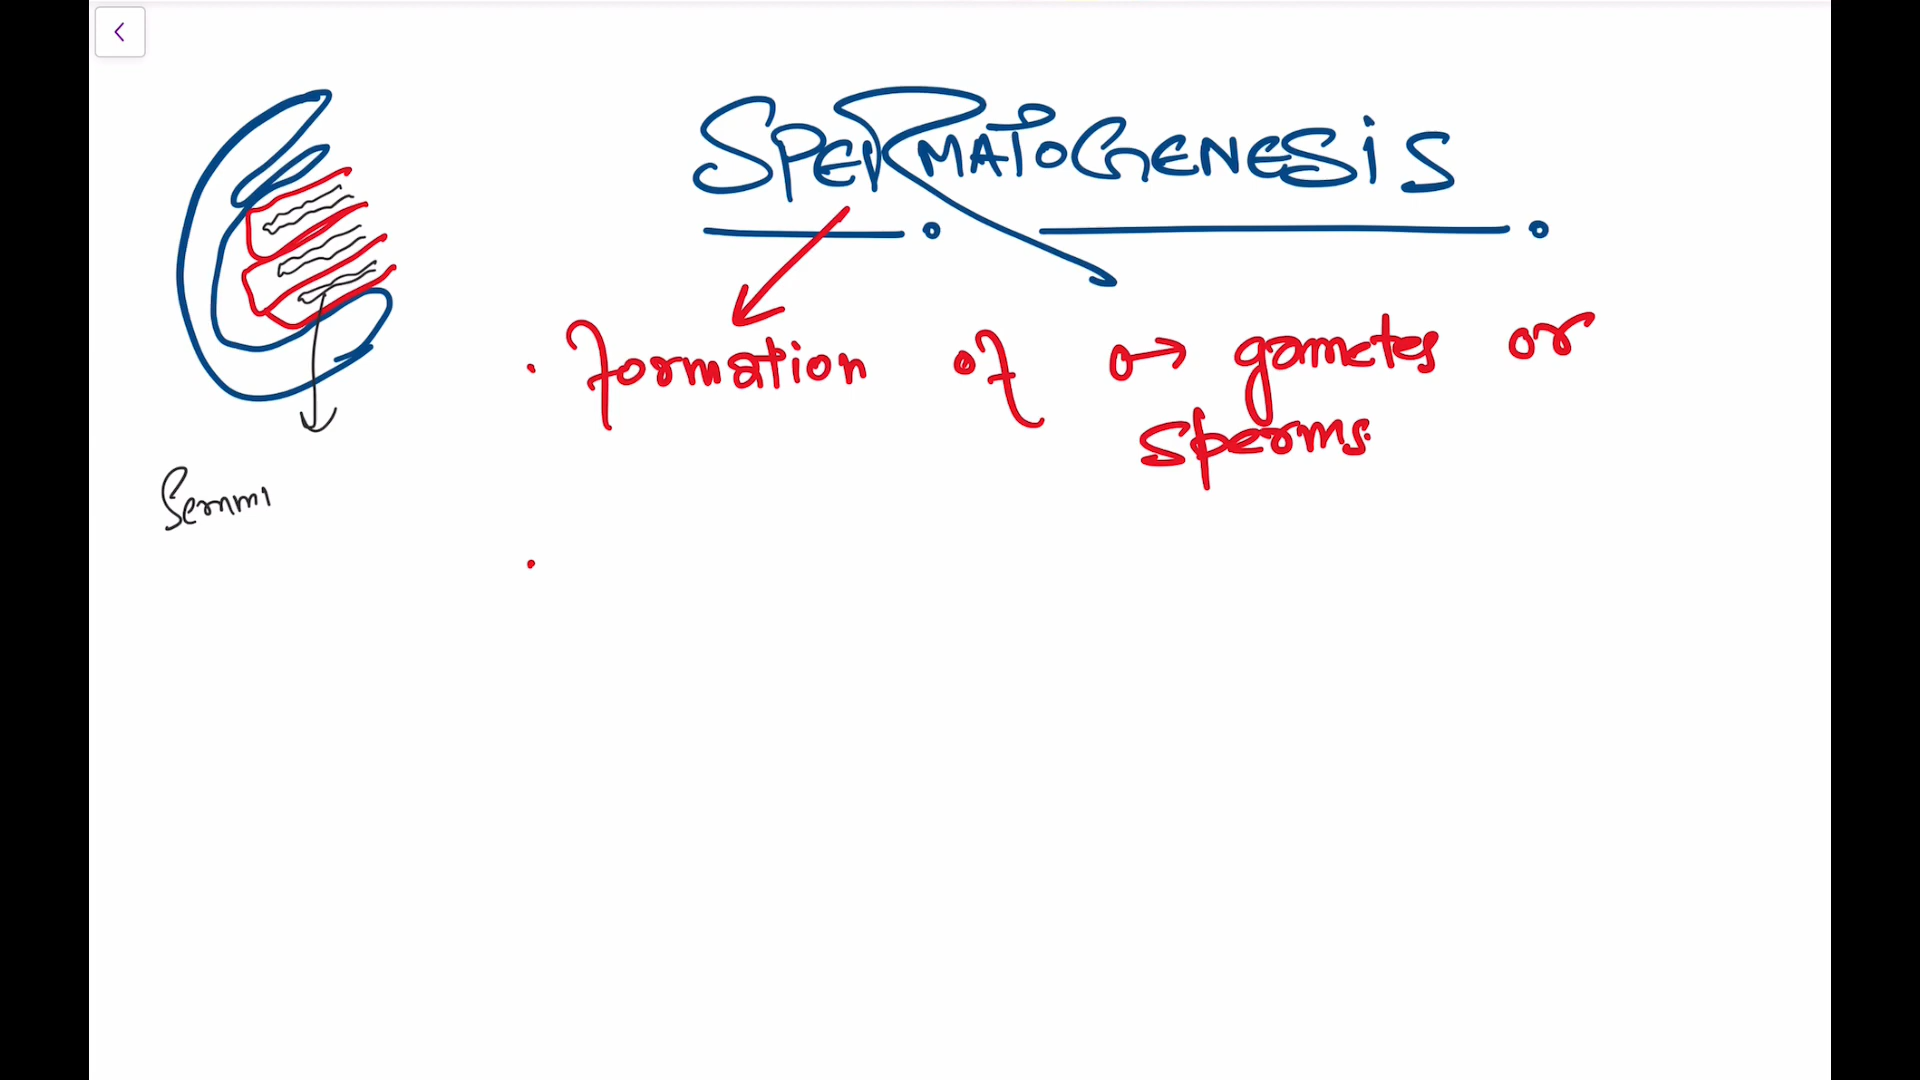 SPERMATOGENESIS
• Formation of ♂ gametes or
sperms.
Semmi
•